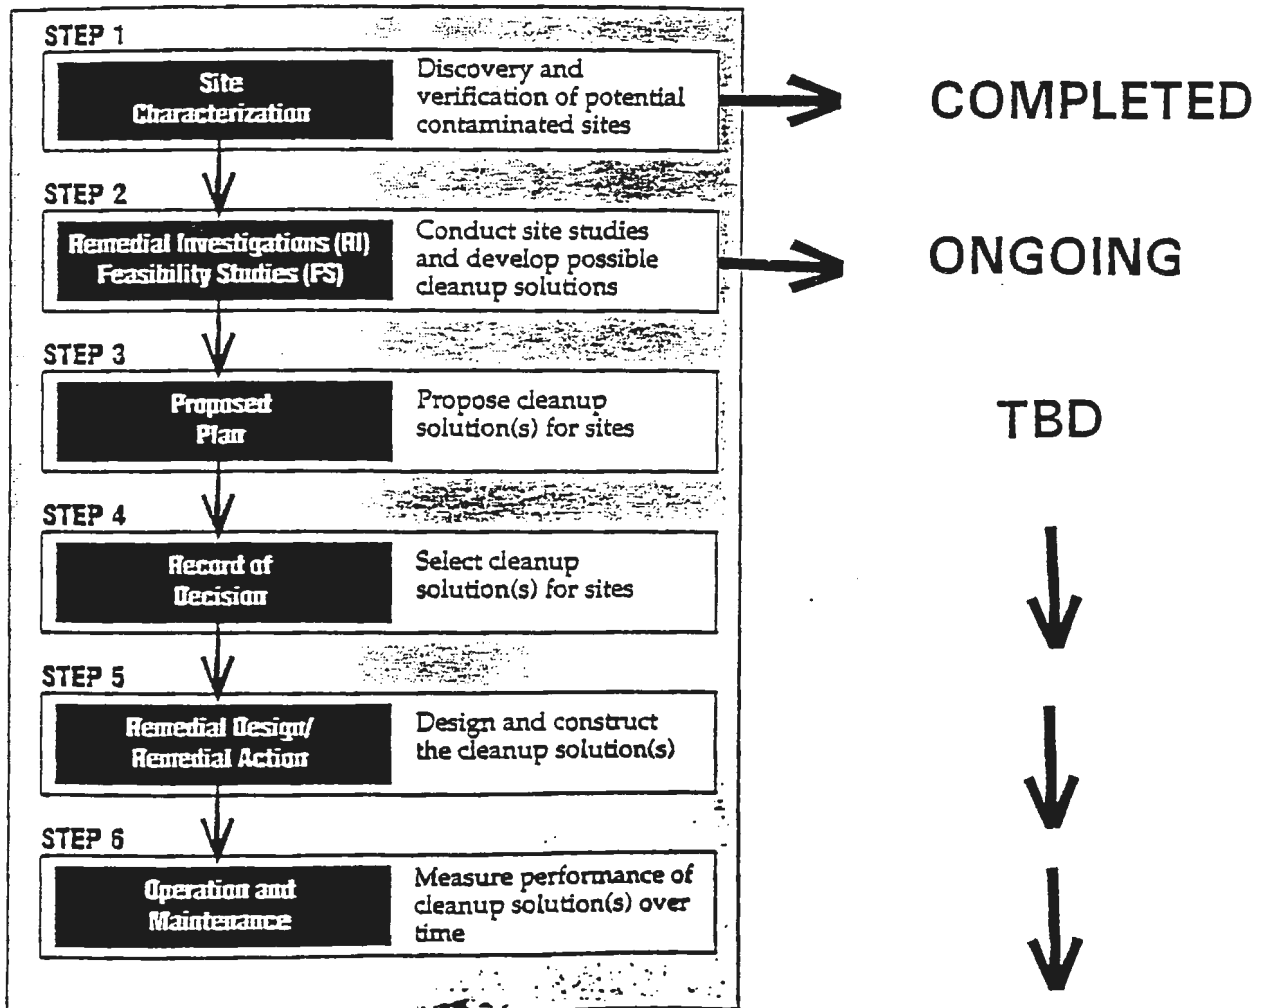 STEP 1
Site
Characterization
Discovery and
verification of potential
contaminated sites
COMPLETED
STEP 2
Remedial Investigations (RI)
Feasibility Studies (FS)
Conduct site studies
and develop possible
cleanup solutions
ONGOING
STEP 3
Proposed
Plan
Propose cleanup
solution(s) for sites
TBD
STEP 4
Record of
Decision
Select cleanup
solution(s) for sites
STEP 5
Remedial Design/
Remedial Action
Design and construct
the cleanup solution(s)
STEP 6
Operation and
Maintenance
Measure performance of
cleanup solution(s) over
time